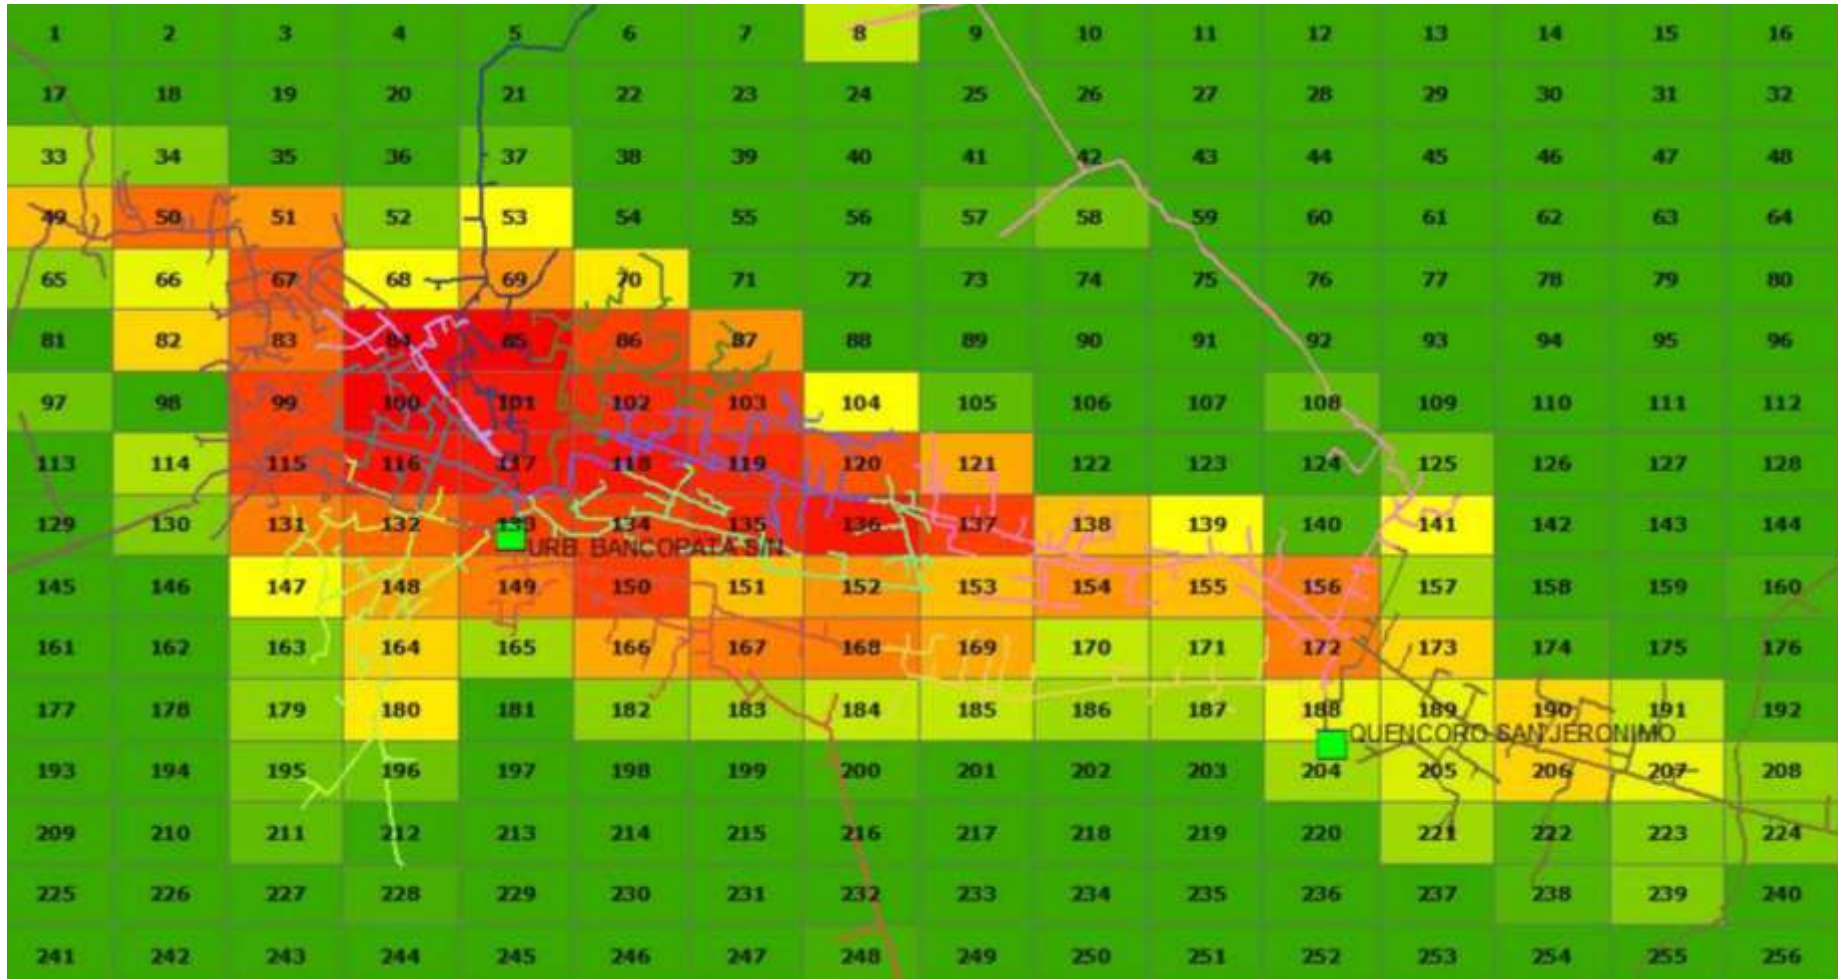 1 2 3 4 5 6 7 8 9 10 11 12 13 14 15 16
17 18 19 20 21 22 23 24 25 26 27 28 29 30 31 32
33 34 35 36 37 38 39 40 41 42 43 44 45 46 47 48
49 50 51 52 53 54 55 56 57 58 59 60 61 62 63 64
65 66 67 68 69 70 71 72 73 74 75 76 77 78 79 80
81 82 83 84 85 86 87 88 89 90 91 92 93 94 95 96
97 98 99 100 101 102 103 104 105 106 107 108 109 110 111 112
113 114 115 116 117 118 119 120 121 122 123 124 125 126 127 128
129 130 131 132 133 134 135 136 137 138 139 140 141 142 143 144
URB. BANCOPATA S/N
145 146 147 148 149 150 151 152 153 154 155 156 157 158 159 160
161 162 163 164 165 166 167 168 169 170 171 172 173 174 175 176
177 178 179 180 181 182 183 184 185 186 187 188 189 190 191 192
QUENCORO SAN JERONIMO
193 194 195 196 197 198 199 200 201 202 203 204 205 206 207 208
209 210 211 212 213 214 215 216 217 218 219 220 221 222 223 224
225 226 227 228 229 230 231 232 233 234 235 236 237 238 239 240
241 242 243 244 245 246 247 248 249 250 251 252 253 254 255 256